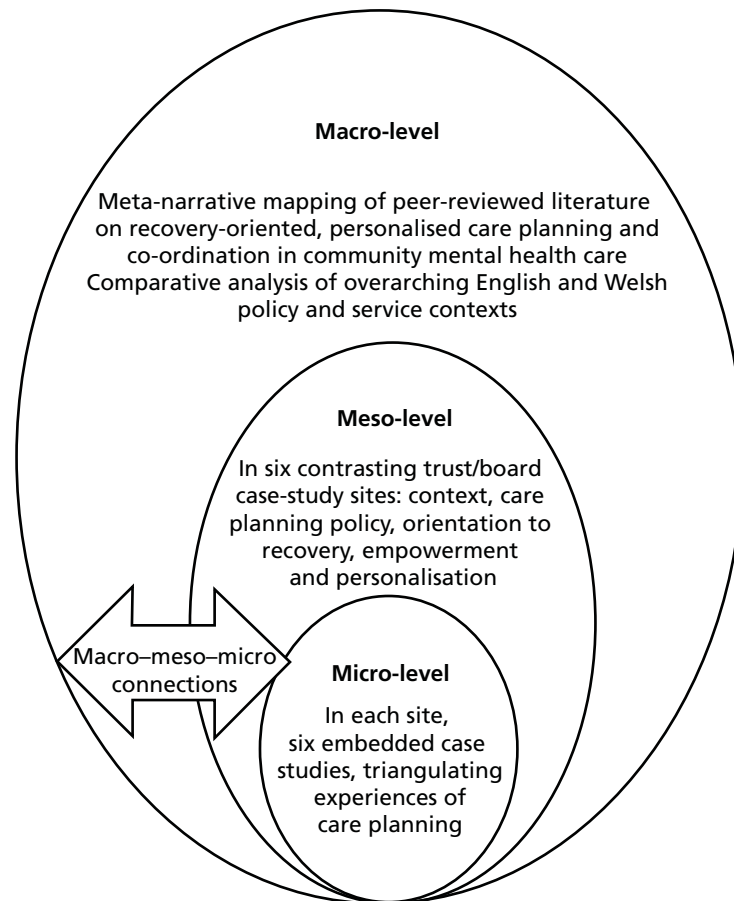 Macro-level
Meta-narrative mapping of peer-reviewed literature
on recovery-oriented, personalised care planning and
co-ordination in community mental health care
Comparative analysis of overarching English and Welsh
policy and service contexts
Meso-level
In six contrasting trust/board
case-study sites: context, care
planning policy, orientation to
recovery, empowerment
and personalisation
Macro–meso–micro
connections
Micro-level
In each site,
six embedded case
studies, triangulating
experiences of
care planning